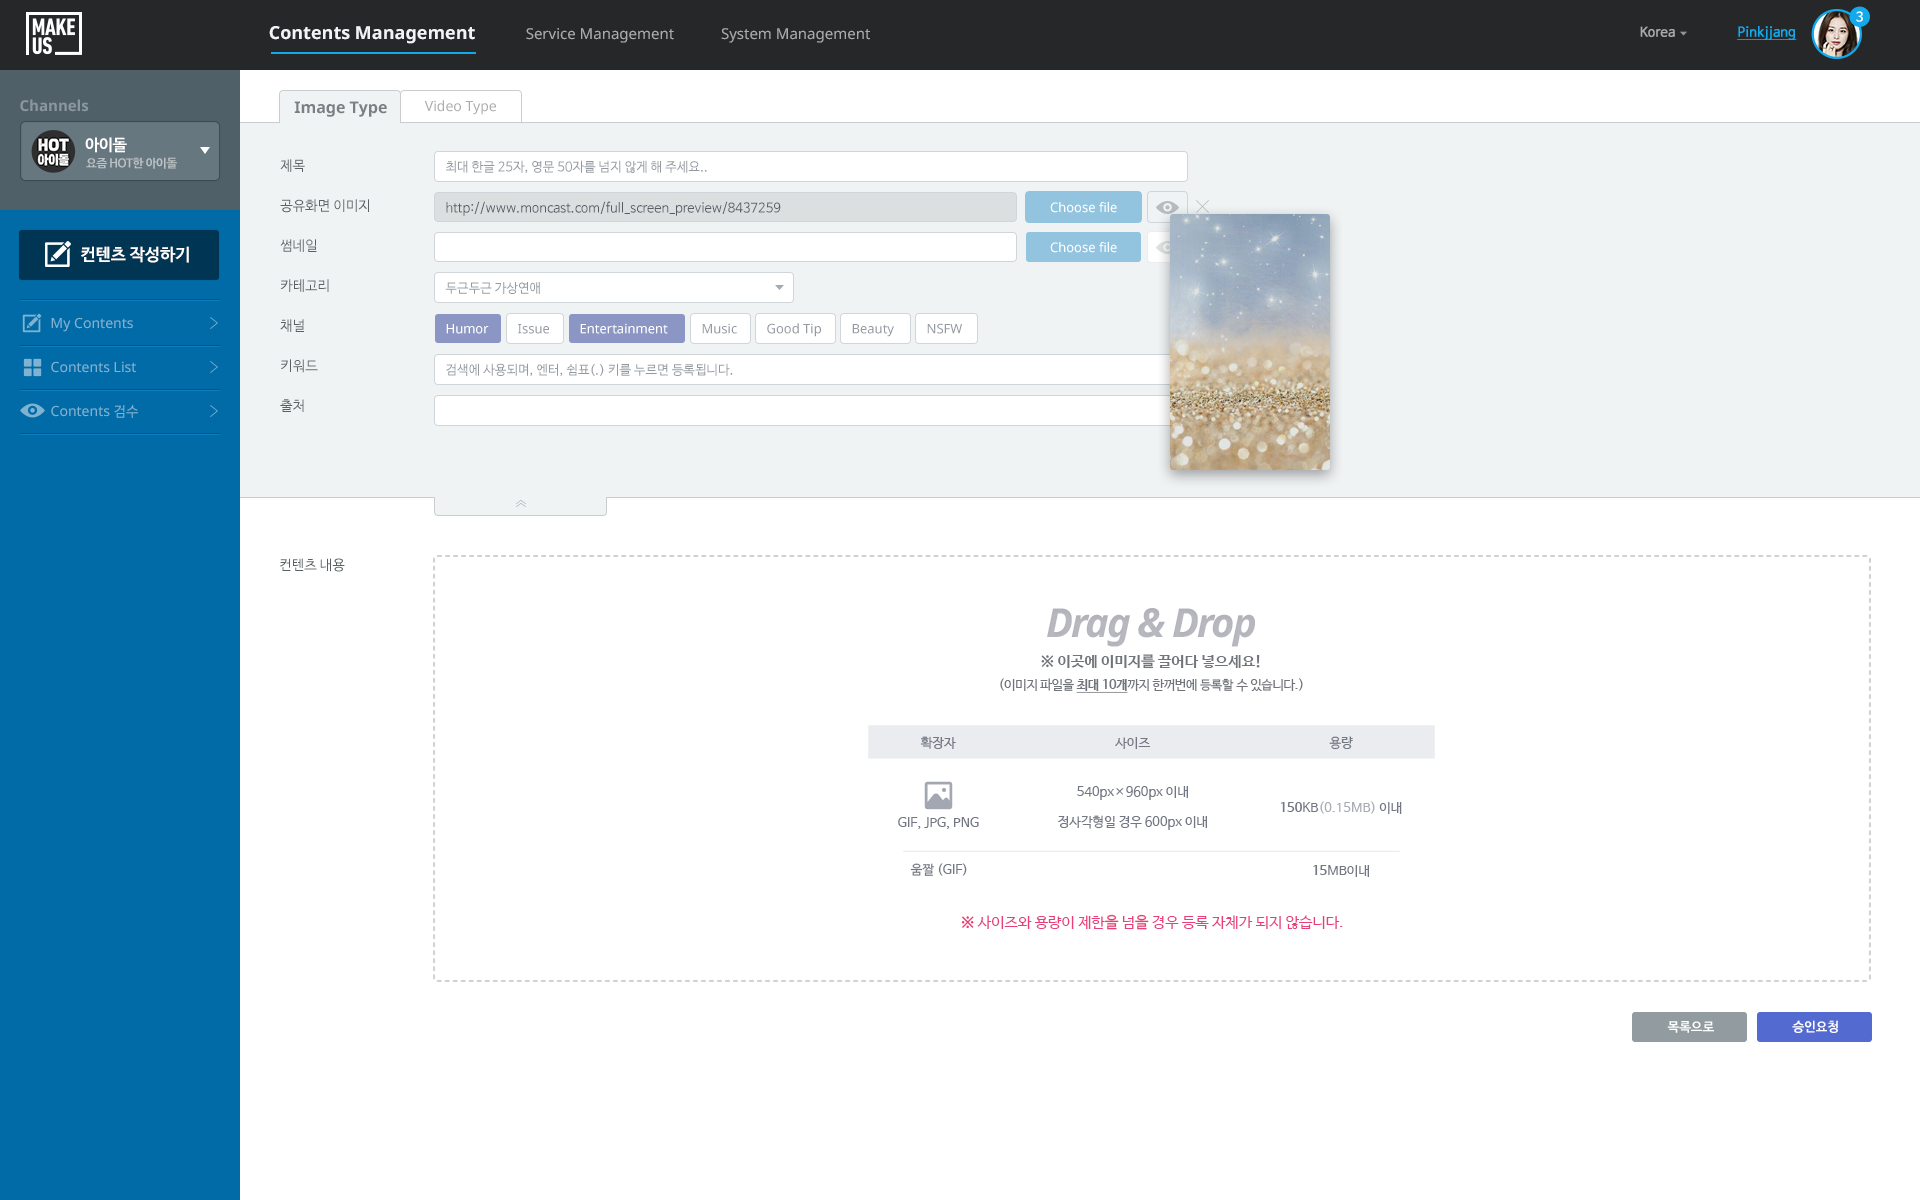 MAKE
US
Contents Management
Service Management
System Management
Korea
Pinkjjang
3
Channels
HOT
아이돌
아이돌
요즘 HOT한 아이돌
컨텐츠 작성하기
My Contents
Contents List
Contents 검수
Image Type
Video Type
제목
최대 한글 25자, 영문 50자를 넘지 않게 해 주세요..
공유화면 이미지
http://www.moncast.com/full_screen_preview/8437259
Choose file
썸네일
Choose file
카테고리
두근두근 가상연애
채널
Humor
Issue
Entertainment
Music
Good Tip
Beauty
NSFW
키워드
검색에 사용되며, 엔터, 쉼표(.) 키를 누르면 등록됩니다.
출처
컨텐츠 내용
Drag & Drop
※ 이곳에 이미지를 끌어다 넣으세요!
(이미지 파일을 최대 10개까지 한꺼번에 등록할 수 있습니다.)
확장자
사이즈
용량
GIF, JPG, PNG
540px×960px 이내
정사각형일 경우 600px 이내
150KB(0.15MB) 이내
움짤 (GIF)
15MB이내
※ 사이즈와 용량이 제한을 넘을 경우 등록 자체가 되지 않습니다.
목록으로
승인요청